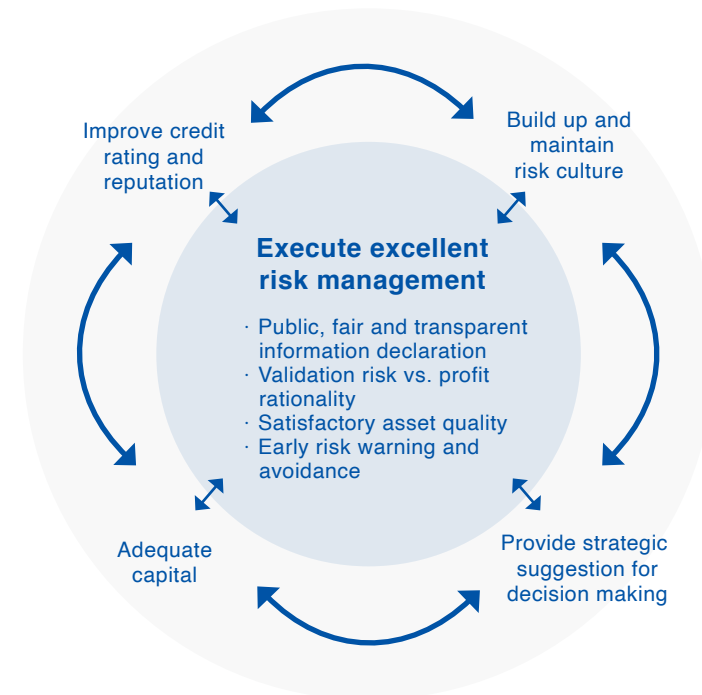 Improve credit
rating and
reputation
Build up and
maintain
risk culture
Execute excellent
risk management
· Public, fair and transparent
information declaration
· Validation risk vs. profit
rationality
· Satisfactory asset quality
· Early risk warning and
avoidance
Adequate
capital
Provide strategic
suggestion for
decision making